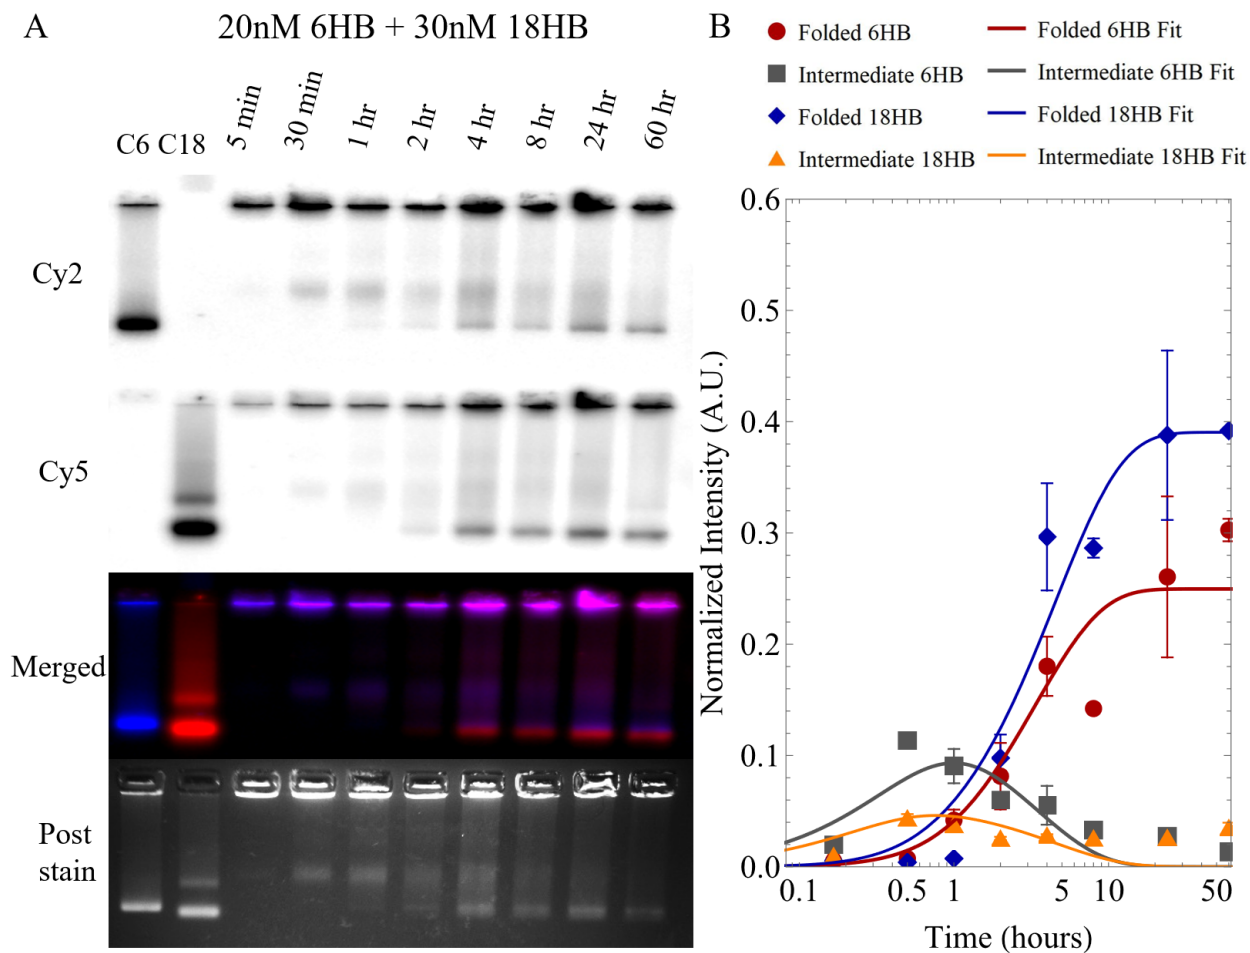 A
20nM 6HB + 30nM 18HB
C6 C18 5 min 30 min 1 hr 2 hr 4 hr 8 hr 24 hr 60 hr
Cy2
Cy5
Merged
Post
stain
B
Folded 6HB
Folded 6HB Fit
Intermediate 6HB
Intermediate 6HB Fit
Folded 18HB
Folded 18HB Fit
Intermediate 18HB
Intermediate 18HB Fit
Normalized Intensity (A.U.)
0.6
0.5
0.4
0.3
0.2
0.1
0.0
0.1 0.5 1 5 10 50
Time (hours)